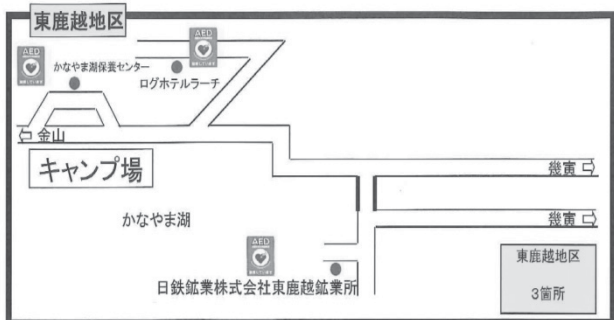 東鹿越地区
AED
AED
かなやま湖保養センター
ログホテルラーチ
金山
キャンプ場
幾寅
かなやま湖
幾寅
AED
東鹿越地区
日鉄鉱業株式会社東鹿越鉱業所
3箇所